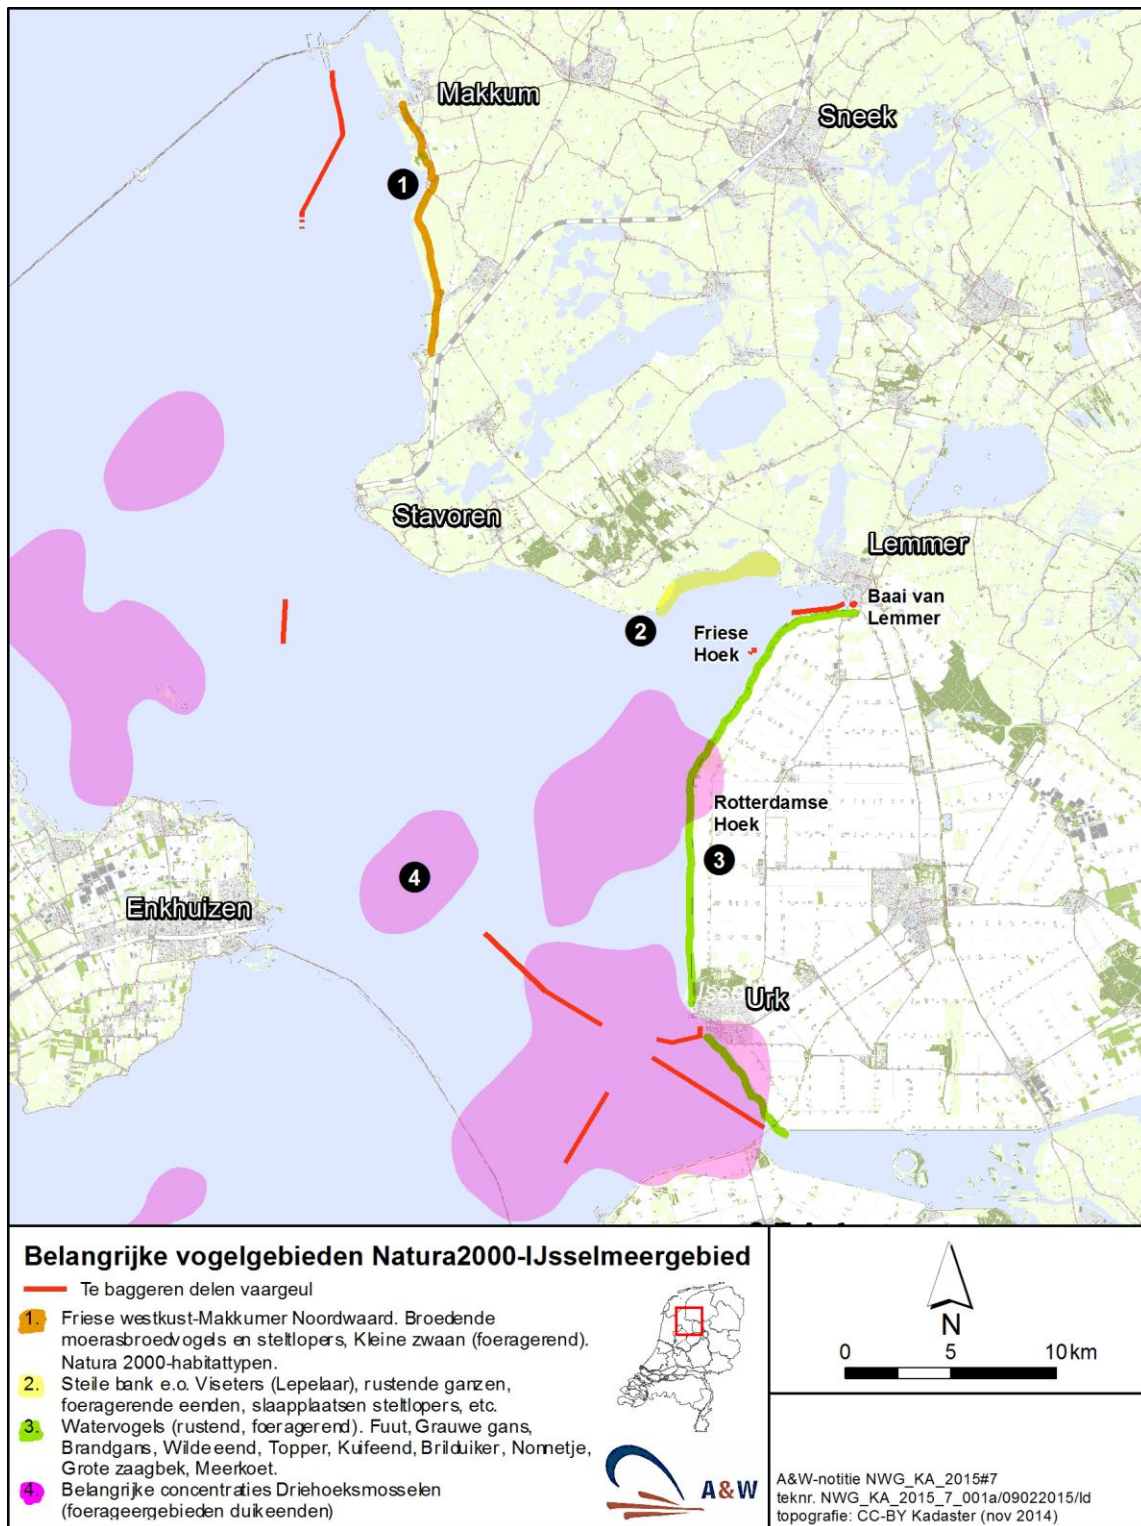 Makkum
Sneek
1
Stavoren
Lemmer
Baai van
Lemmer
2
Friese
Hoek
Rotterdamse
Hoek
3
4
Enkhuizen
Urk
Belangrijke vogelgebieden Natura2000-IJsselmeergebied
Te baggeren delen vaargeul
1. Friese westkust-Makkumer Noordwaard. Broedende
moerasbroedvogels en steltlopers, Kleine zwaan (foeragerend).
Natura 2000-habitattypen.
2. Steile bank e.o. Viseters (Lepelaar), rustende ganzen,
foeragerende eenden, slaapplaatsen steltlopers, etc.
3. Watervogels (rustend, foeragerend). Fuut, Grauwe gans,
Brandgans, Wilde eend, Topper, Kuifeend, Brilduiker, Nonnetje,
Grote zaagbek, Meerkoet.
4. Belangrijke concentraties Driehoeksmosselen
(foerageergebieden duikeenden)
A&W
N
0 5 10 km
A&W-notitie NWG_KA_2015#7
teknr. NWG_KA_2015_7_001a/09022015/ld
topografie: CC-BY Kadaster (nov 2014)